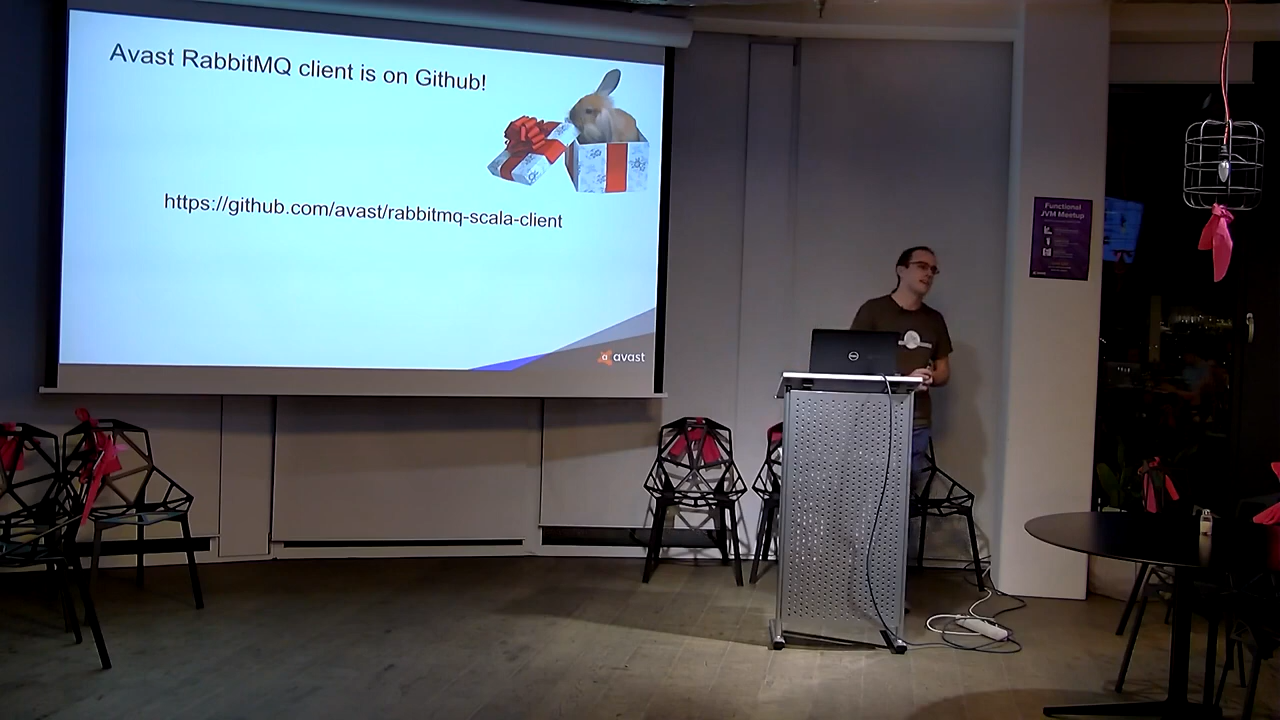 Avast RabbitMQ client is on Github!
https://github.com/avast/rabbitmq-scala-client
avast
Functional
JVM Meetup